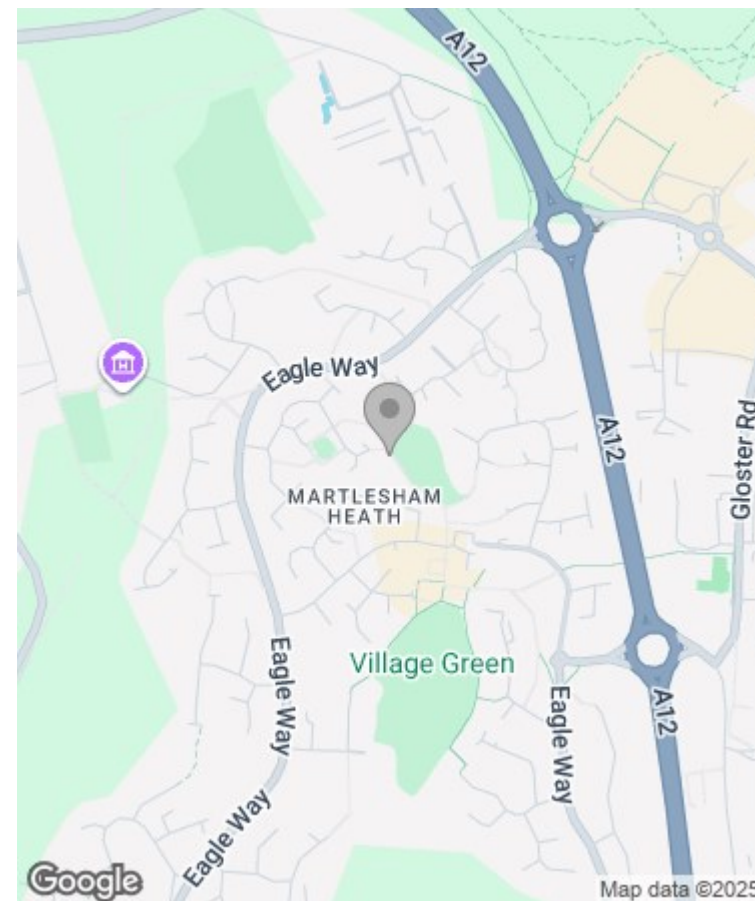 A12
Eagle Way
A12
Gloster Rd
MARTLESHAM
HEATH
Village Green
Eagle Way
Eagle Way
A12
Eagle Way
Google
Map data ©2025